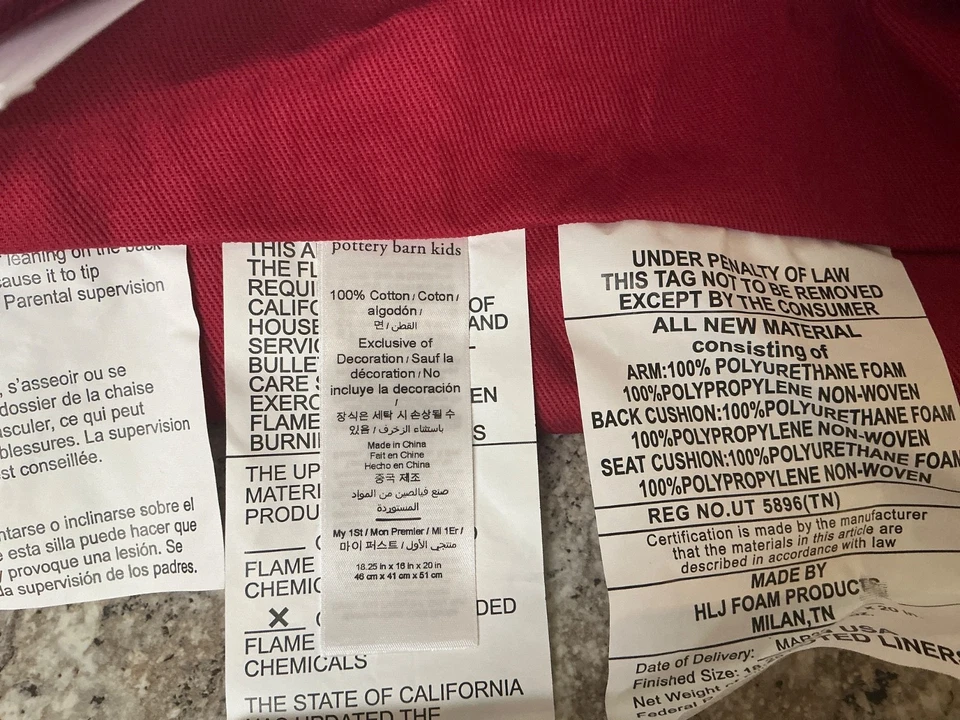 leaning on the back
cause it to tip
Parental supervision
, s'asseoir ou se
dossier de la chaise
asculer, ce qui peut
blessures. La supervision
est conseillée.
ntarse o inclinarse sobre el
e esta silla puede hacer que
y provoque una lesión. Se
da supervisión de los padres.
THIS A
THE FL
REQUI
CALIFO OF
HOUSE AND
SERVIC
BULLE
CARE
EXERC EN
FLAME
BURNI S
THE UP
MATERI
PRODU
FLAME
CHEMIC
X DED
FLAME
CHEMICALS
THE STATE OF CALIFORNIA
HAS UPDATED THE
pottery barn kids
100% Cotton / Coton /
algodón /
면 / القطن
Exclusive of
Decoration / Sauf la
décoration / No
incluye la decoración
/
장식은 세탁 시 손상될 수
있음 / باستثناء الزخرف
Made in China
Fait en Chine
Hecho en China
중국 제조
صنع فيالصين من المواد
المستوردة
My 1St / Mon Premier / Mi 1Er /
마이 퍼스트 / منتجي الأول
18.25 in x 16 in x 20 in
46 cm x 41 cm x 51 cm
UNDER PENALTY OF LAW
THIS TAG NOT TO BE REMOVED
EXCEPT BY THE CONSUMER
ALL NEW MATERIAL
consisting of
ARM:100% POLYURETHANE FOAM
100%POLYPROPYLENE NON-WOVEN
BACK CUSHION:100%POLYURETHANE FOAM
100%POLYPROPYLENE NON-WOVEN
SEAT CUSHION:100%POLYURETHANE FOAM
100%POLYPROPYLENE NON-WOVEN
REG NO.UT 5896(TN)
Certification is made by the manufacturer
that the materials in this article are
described in accordance with law
MADE BY
HLJ FOAM PRODUCTS
MILAN,TN
Date of Delivery:
Finished Size: x 20
Net Weight of LINERS
Federal